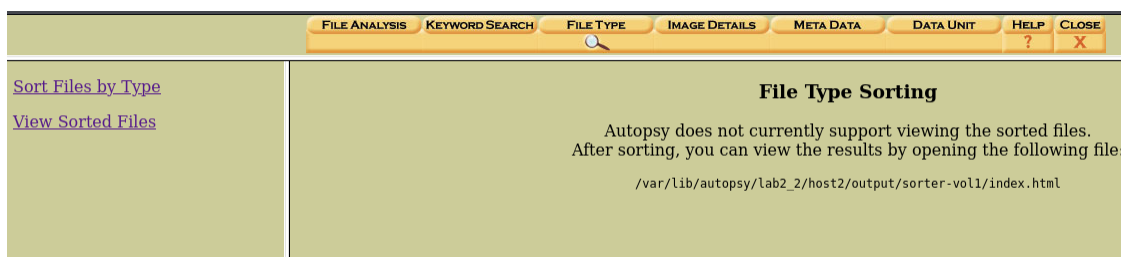 FILE ANALYSIS KEYWORD SEARCH FILE TYPE IMAGE DETAILS META DATA DATA UNIT HELP CLOSE
? X
Sort Files by Type
View Sorted Files
File Type Sorting
Autopsy does not currently support viewing the sorted files.
After sorting, you can view the results by opening the following file:
/var/lib/autopsy/lab2_2/host2/output/sorter-vol1/index.html